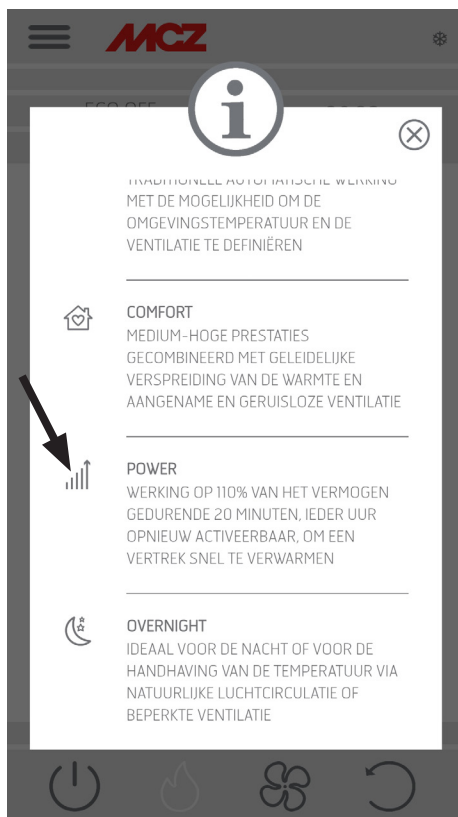 MCZ
TRADITIONELE AUTOMATISCHE WERKING
MET DE MOGELIJKHEID OM DE
OMGEVINGSTEMPERATUUR EN DE
VENTILATIE TE DEFINIËREN
COMFORT
MEDIUM-HOGE PRESTATIES
GECOMBINEERD MET GELEIDELIJKE
VERSPREIDING VAN DE WARMTE EN
AANGENAME EN GERUISLOZE VENTILATIE
POWER
WERKING OP 110% VAN HET VERMOGEN
GEDURENDE 20 MINUTEN, IEDER UUR
OPNIEUW ACTIVEERBAAR, OM EEN
VERTREK SNEL TE VERWARMEN
OVERNIGHT
IDEAAL VOOR DE NACHT OF VOOR DE
HANDHAVING VAN DE TEMPERATUUR VIA
NATUURLIJKE LUCHTCIRCULATIE OF
BEPERKTE VENTILATIE